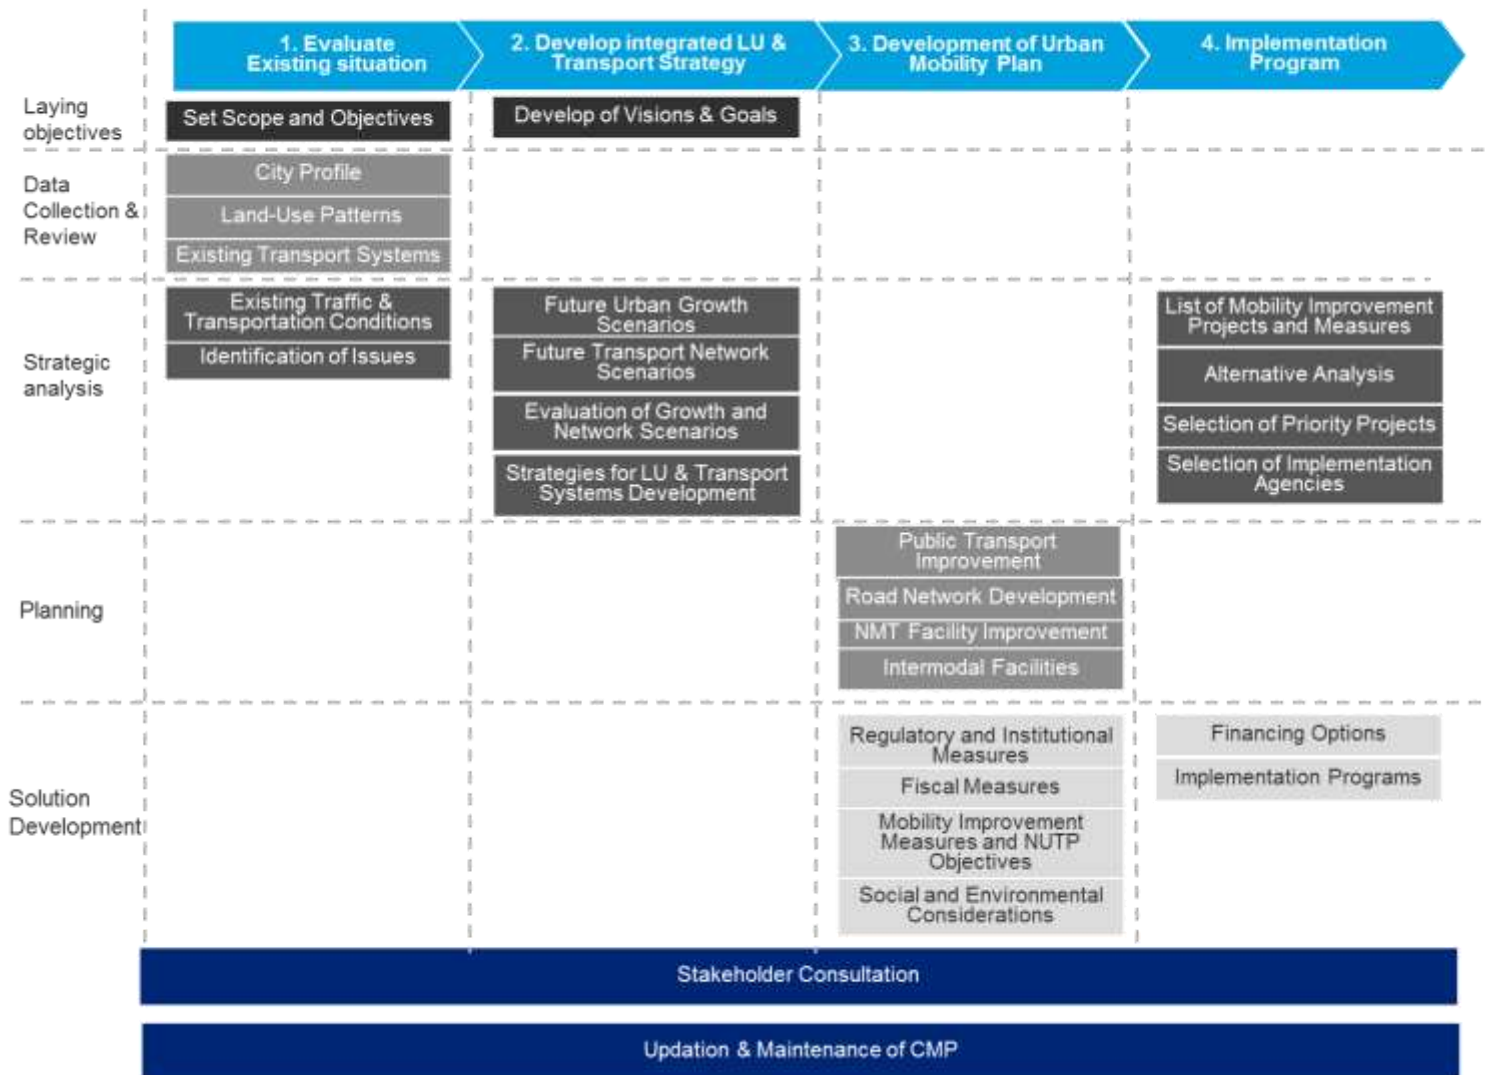 1. Evaluate
Existing situation
2. Develop integrated LU &
Transport Strategy
3. Development of Urban
Mobility Plan
4. Implementation
Program
Laying
objectives
Set Scope and Objectives
Develop of Visions & Goals
Data
Collection &
Review
City Profile
Land-Use Patterns
Existing Transport Systems
Strategic
analysis
Existing Traffic &
Transportation Conditions
Identification of Issues
Future Urban Growth
Scenarios
Future Transport Network
Scenarios
Evaluation of Growth and
Network Scenarios
Strategies for LU & Transport
Systems Development
List of Mobility Improvement
Projects and Measures
Alternative Analysis
Selection of Priority Projects
Selection of Implementation
Agencies
Planning
Public Transport
Improvement
Road Network Development
NMT Facility Improvement
Intermodal Facilities
Solution
Development
Regulatory and Institutional
Measures
Fiscal Measures
Mobility Improvement
Measures and NUTP
Objectives
Social and Environmental
Considerations
Financing Options
Implementation Programs
Stakeholder Consultation
Updation & Maintenance of CMP